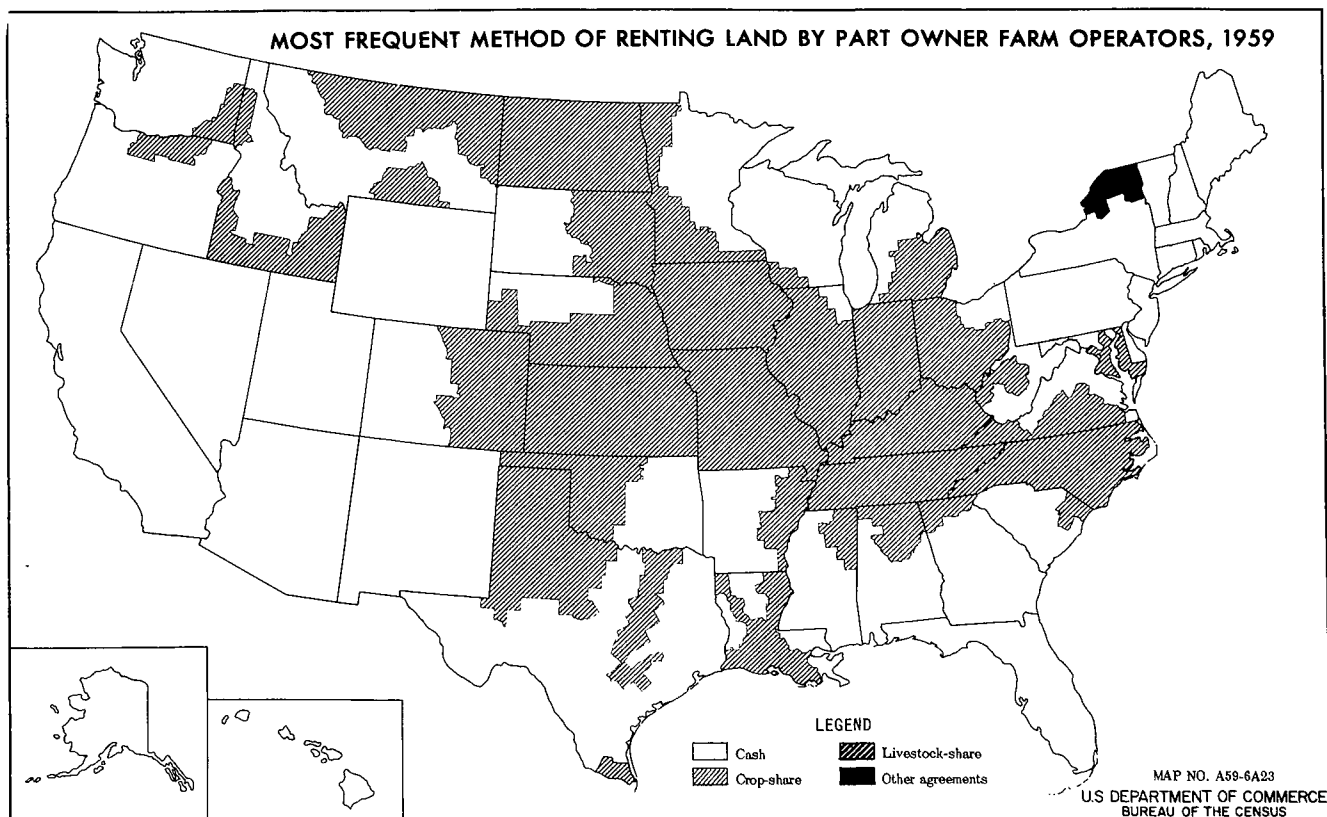 MOST FREQUENT METHOD OF RENTING LAND BY PART OWNER FARM OPERATORS, 1959
LEGEND
Cash
Livestock-share
Crop-share
Other agreements
MAP NO. A59-6A23
U.S DEPARTMENT OF COMMERCE
BUREAU OF THE CENSUS